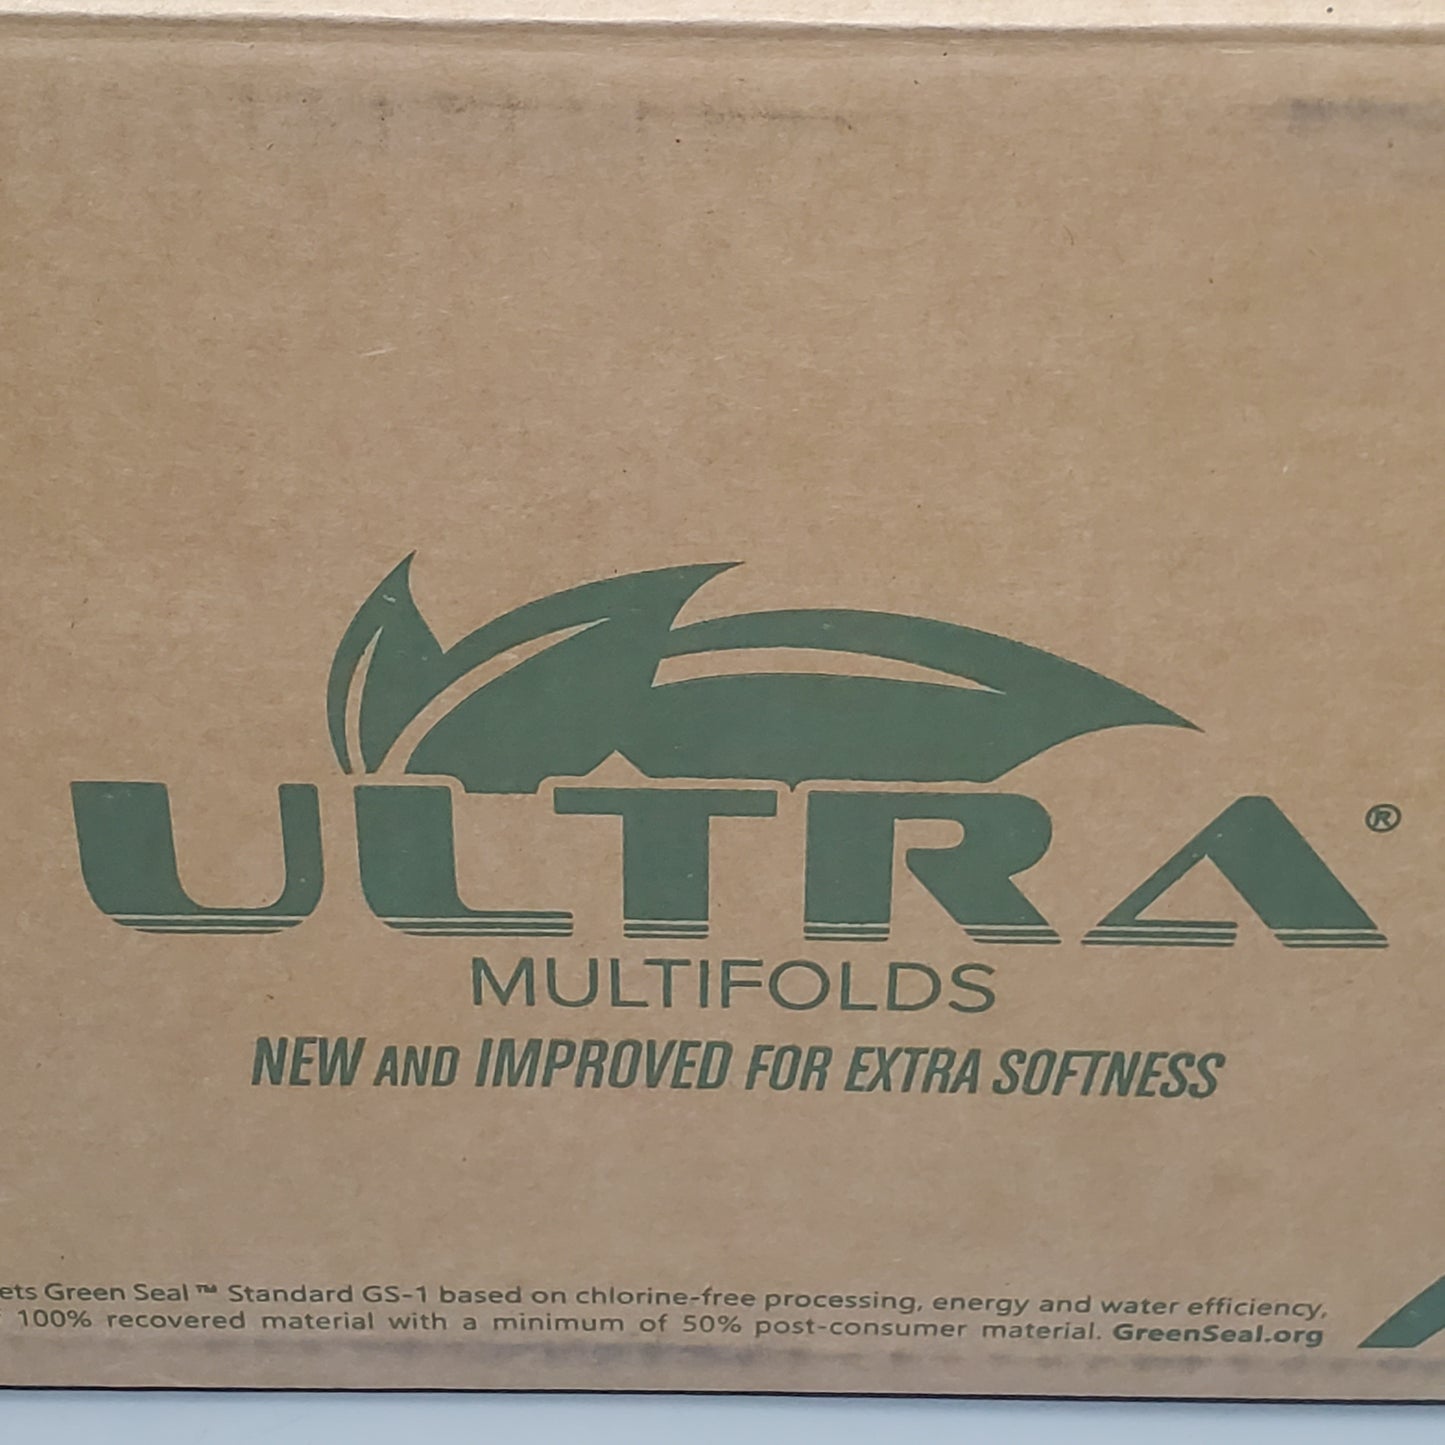 ULTRA®
MULTIFOLDS
NEW AND IMPROVED FOR EXTRA SOFTNESS
Green Seal™ Standard GS-1 based on chlorine-free processing, energy and water efficiency,
100% recovered material with a minimum of 50% post-consumer material. GreenSeal.org